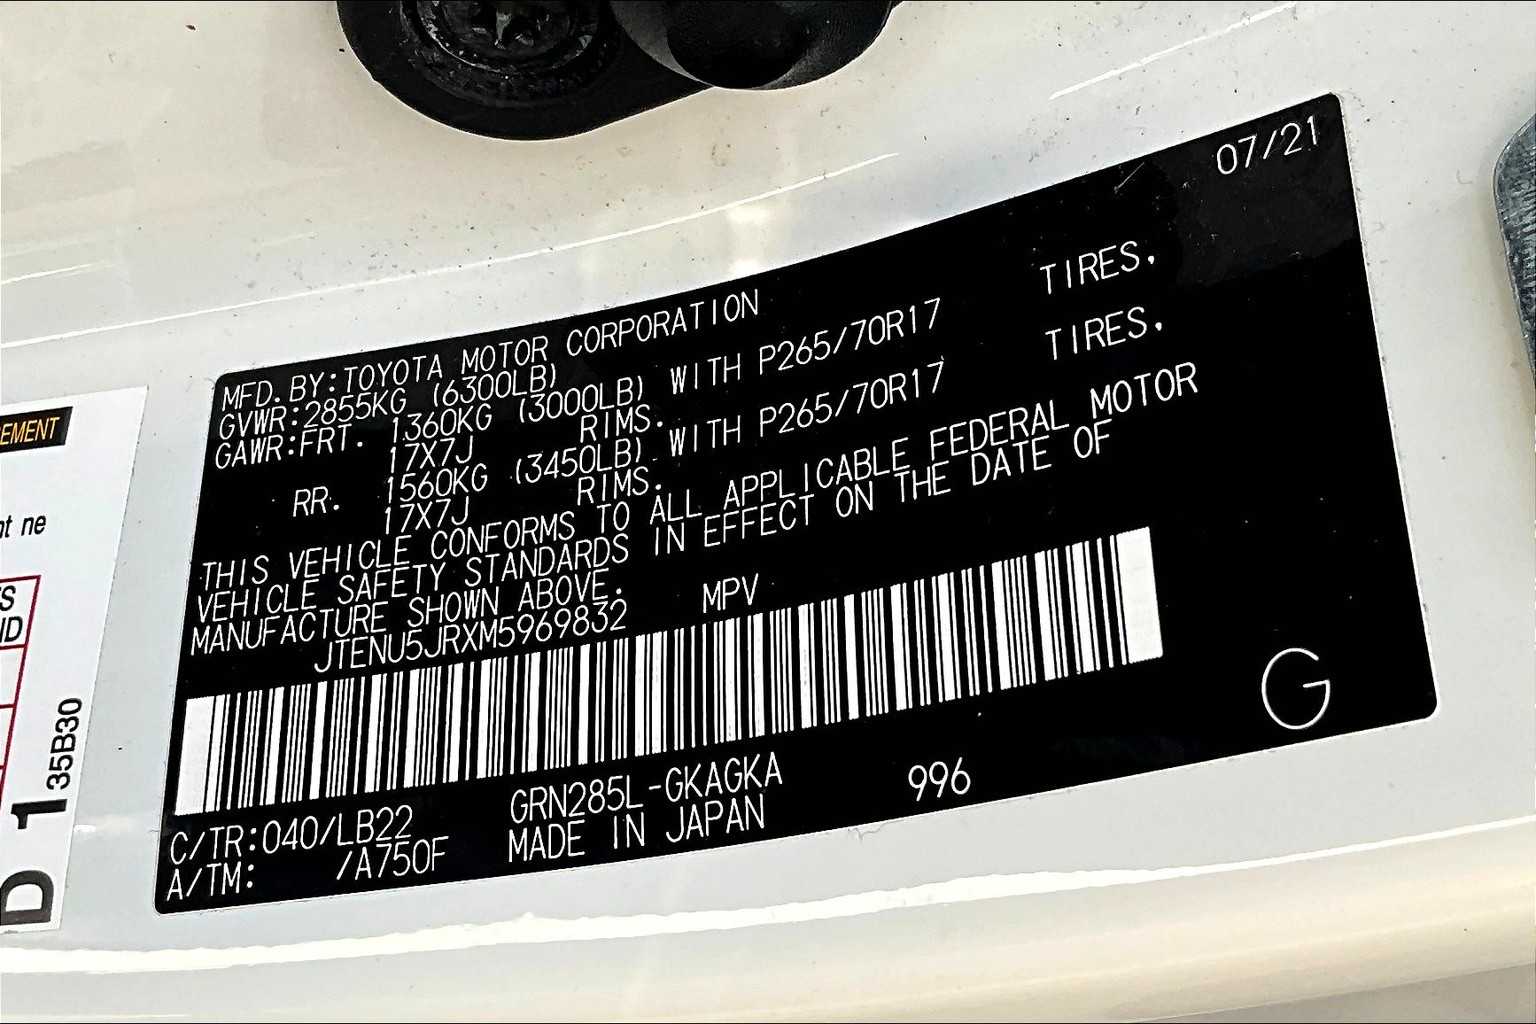 07/21
MFD.BY:TOYOTA MOTOR CORPORATION
GVWR:2855KG (6300LB)
GAWR:FRT. 1360KG (3000LB) WITH P265/70R17 TIRES.
17X7J RIMS.
RR. 1560KG (3450LB) WITH P265/70R17 TIRES.
17X7J RIMS.
THIS VEHICLE CONFORMS TO ALL APPLICABLE FEDERAL MOTOR
VEHICLE SAFETY STANDARDS IN EFFECT ON THE DATE OF
MANUFACTURE SHOWN ABOVE.
JTENU5JRXM5969832 MPV
C/TR:040/LB22 GRN285L-GKAGKA 996
A/TM: /A750F MADE IN JAPAN
G
ne
35B30
D 1